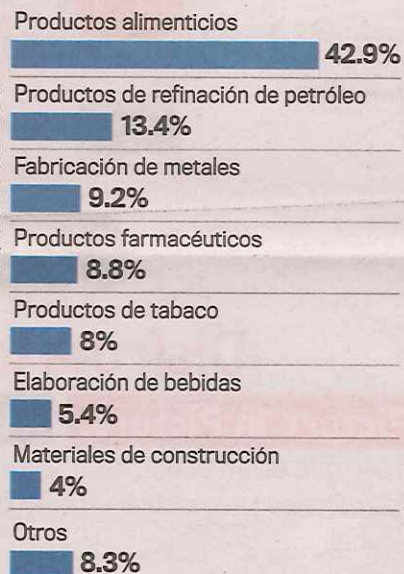 Productos alimenticios
42.9%
Productos de refinación de petróleo
13.4%
Fabricación de metales
9.2%
Productos farmacéuticos
8.8%
Productos de tabaco
8%
Elaboración de bebidas
5.4%
Materiales de construcción
4%
Otros
8.3%